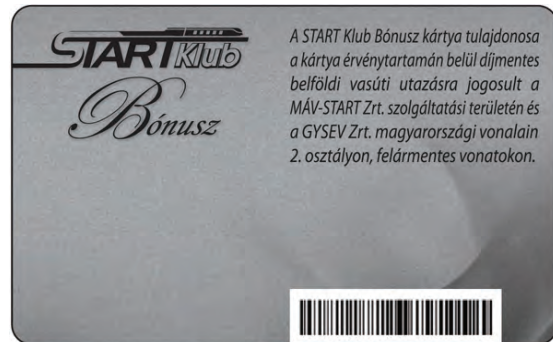 START Klub
Bónusz
A START Klub Bónusz kártya tulajdonosa
a kártya érvénytartamán belül díjmentes
belföldi vasúti utazásra jogosult a
MÁV-START Zrt. szolgáltatási területén és
a GYSEV Zrt. magyarországi vonalain
2. osztályon, felármentes vonatokon.